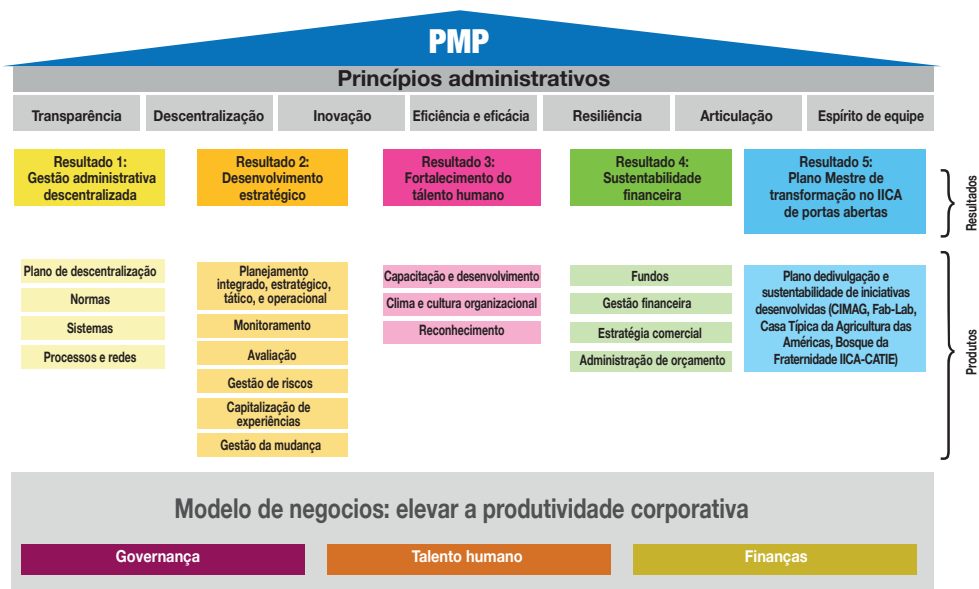 PMP
Princípios administrativos
Transparência
Descentralização
Inovação
Eficiência e eficácia
Resiliência
Articulação
Espírito de equipe
Resultado 1:
Gestão administrativa
descentralizada
Resultado 2:
Desenvolvimento
estratégico
Resultado 3:
Fortalecimento do
tálento humano
Resultado 4:
Sustentabilidade
financeira
Resultado 5:
Plano Mestre de
transformação no IICA
de portas abertas
Resultados
Plano de descentralização
Normas
Sistemas
Processos e redes
Planejamento
integrado, estratégico,
tático, e operacional
Monitoramento
Avaliação
Gestão de riscos
Capitalização de
experiências
Gestão da mudança
Capacitação e desenvolvimento
Clima e cultura organizacional
Reconhecimento
Fundos
Gestão financeira
Estratégia comercial
Administração de orçamento
Plano dedivulgação e
sustentabilidade de iniciativas
desenvolvidas (CIMAG, Fab-Lab,
Casa Típica da Agricultura das
Américas, Bosque da
Fraternidade IICA-CATIE)
Produtos
Modelo de negocios: elevar a produtividade corporativa
Governança
Talento humano
Finanças